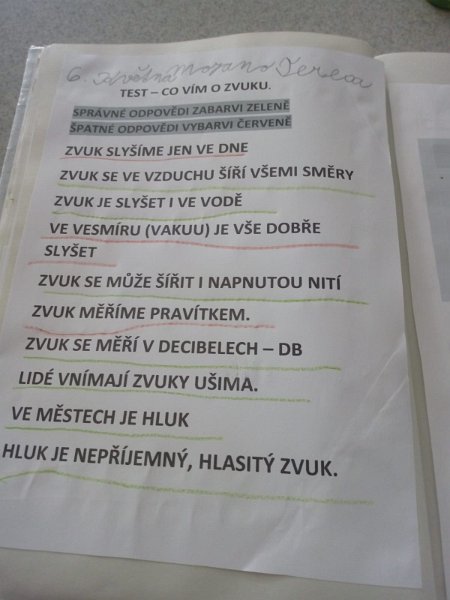 6. Května
TEST – CO VÍM O ZVUKU.
SPRÁVNÉ ODPOVĚDI ZABARVI ZELENĚ
ŠPATNÉ ODPOVĚDI VYBARVI ČERVENĚ
ZVUK SLYŠÍME JEN VE DNE
ZVUK SE VE VZDUCHU ŠÍŘÍ VŠEMI SMĚRY
ZVUK JE SLYŠET I VE VODĚ
VE VESMÍRU (VAKUU) JE VŠE DOBŘE
SLYŠET
ZVUK SE MŮŽE ŠÍŘIT I NAPNUTOU NITÍ
ZVUK MĚŘÍME PRAVÍTKEM.
ZVUK SE MĚŘÍ V DECIBELECH – DB
LIDÉ VNÍMAJÍ ZVUKY UŠIMA.
VE MĚSTECH JE HLUK
HLUK JE NEPŘÍJEMNÝ, HLASITÝ ZVUK.